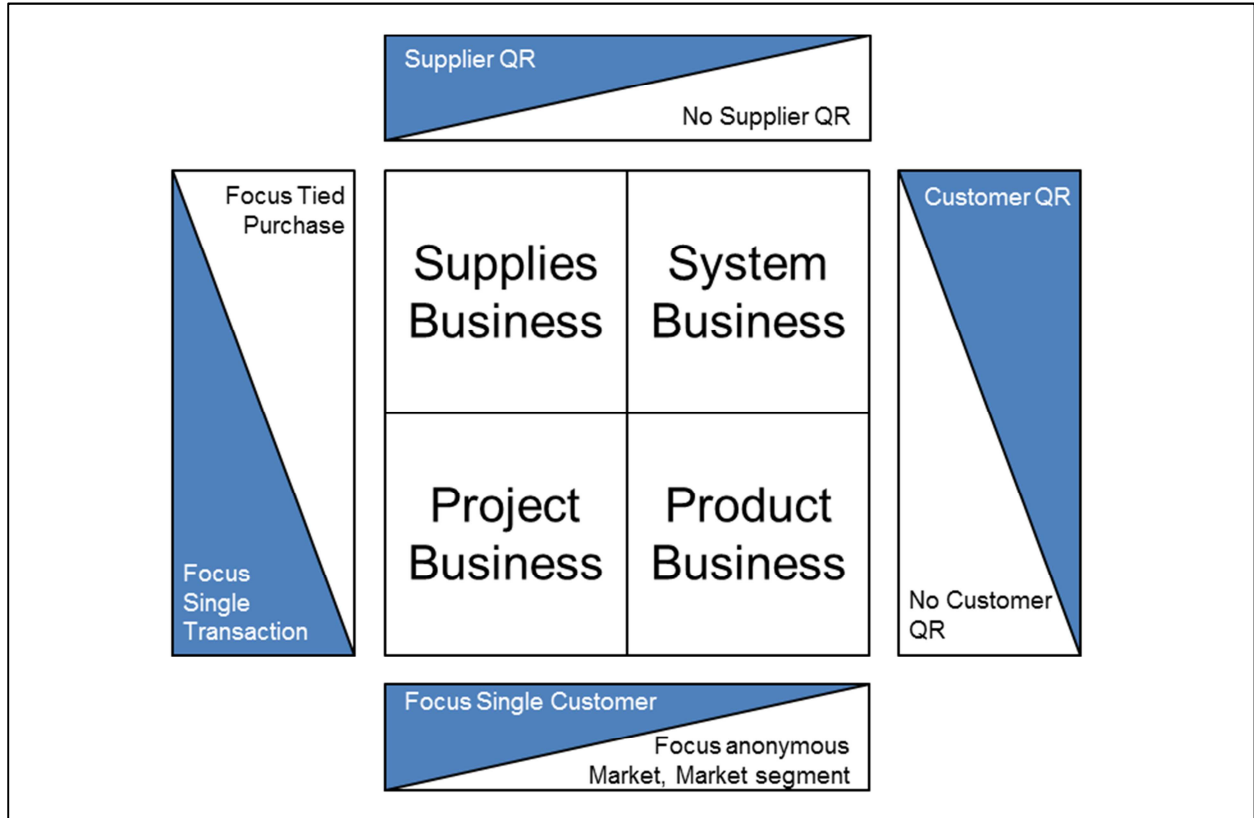 Supplier QR
No Supplier QR
Focus Tied
Purchase
Focus
Single
Transaction
Supplies
Business
System
Business
Project
Business
Product
Business
Customer QR
No Customer
QR
Focus Single Customer
Focus anonymous
Market, Market segment